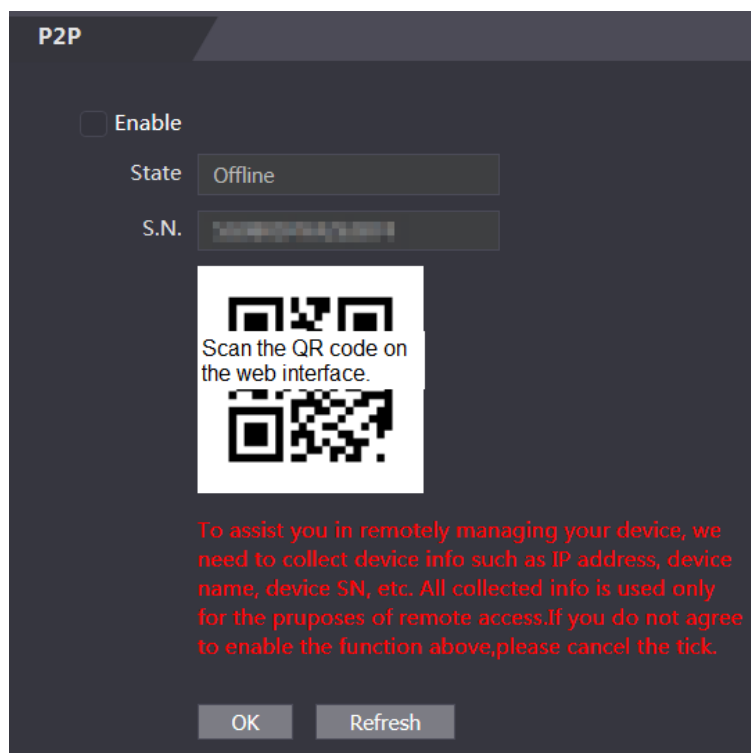 P2P
Enable
State Offline
S.N.
Scan the QR code on
the web interface.
To assist you in remotely managing your device, we
need to collect device info such as IP address, device
name, device SN, etc. All collected info is used only
for the pruposes of remote access.If you do not agree
to enable the function above,please cancel the tick.
OK Refresh